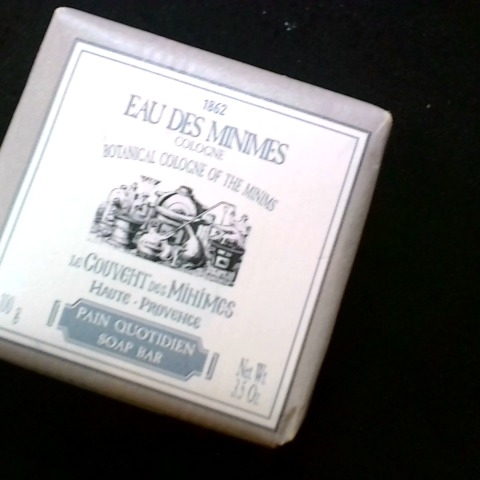 1862
EAU DES MINIMES
COLOGNE
BOTANICAL COLOGNE OF THE MINIMS
LE COUVENT DES MINIMES
HAUTE - PROVENCE
PAIN QUOTIDIEN
SOAP BAR
100 g
Net Wt.
3.5 Oz.